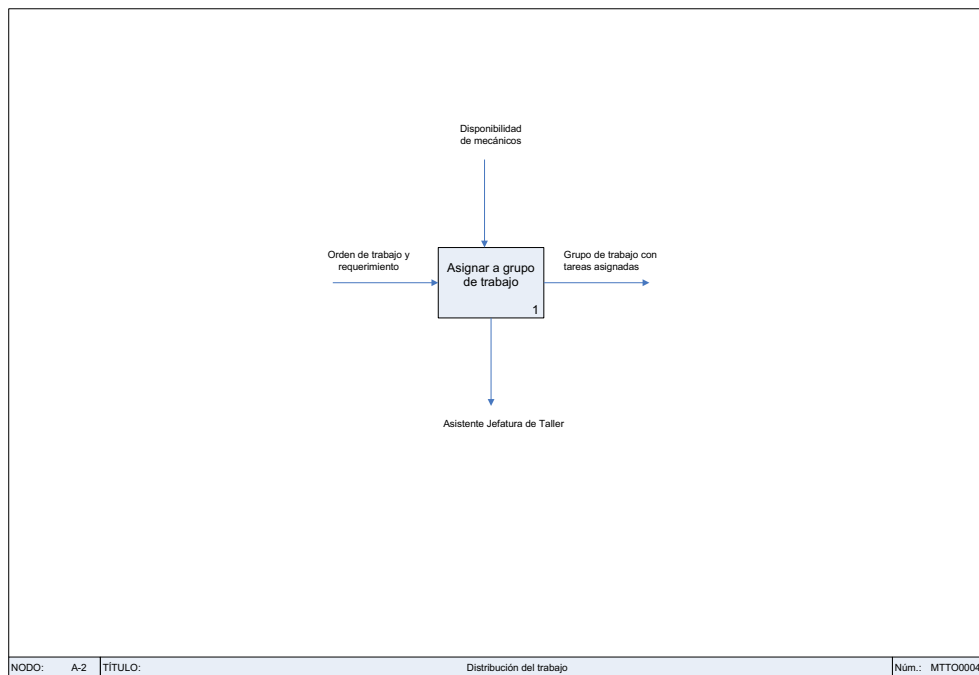 Disponibilidad
de mecánicos
Orden de trabajo y
requerimiento
Asignar a grupo
de trabajo
1
Grupo de trabajo con
tareas asignadas
Asistente Jefatura de Taller
NODO: A-2 TÍTULO: Distribución del trabajo Núm.: MTTO0004